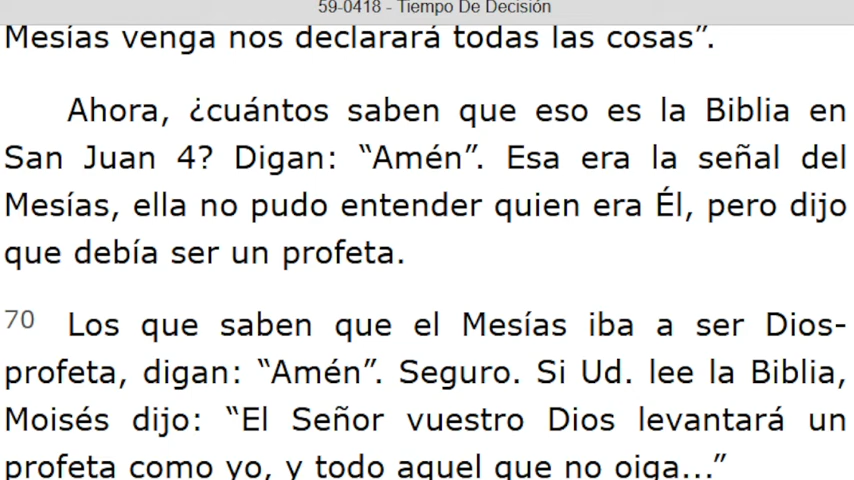 59-0418 - Tiempo De Decisión
Mesías venga nos declarará todas las cosas”.
Ahora, ¿cuántos saben que eso es la Biblia en
San Juan 4? Digan: “Amén”. Esa era la señal del
Mesías, ella no pudo entender quien era Él, pero dijo
que debía ser un profeta.
70 Los que saben que el Mesías iba a ser Dios-
profeta, digan: “Amén”. Seguro. Si Ud. lee la Biblia,
Moisés dijo: “El Señor vuestro Dios levantará un
profeta como yo, y todo aquel que no oiga...”